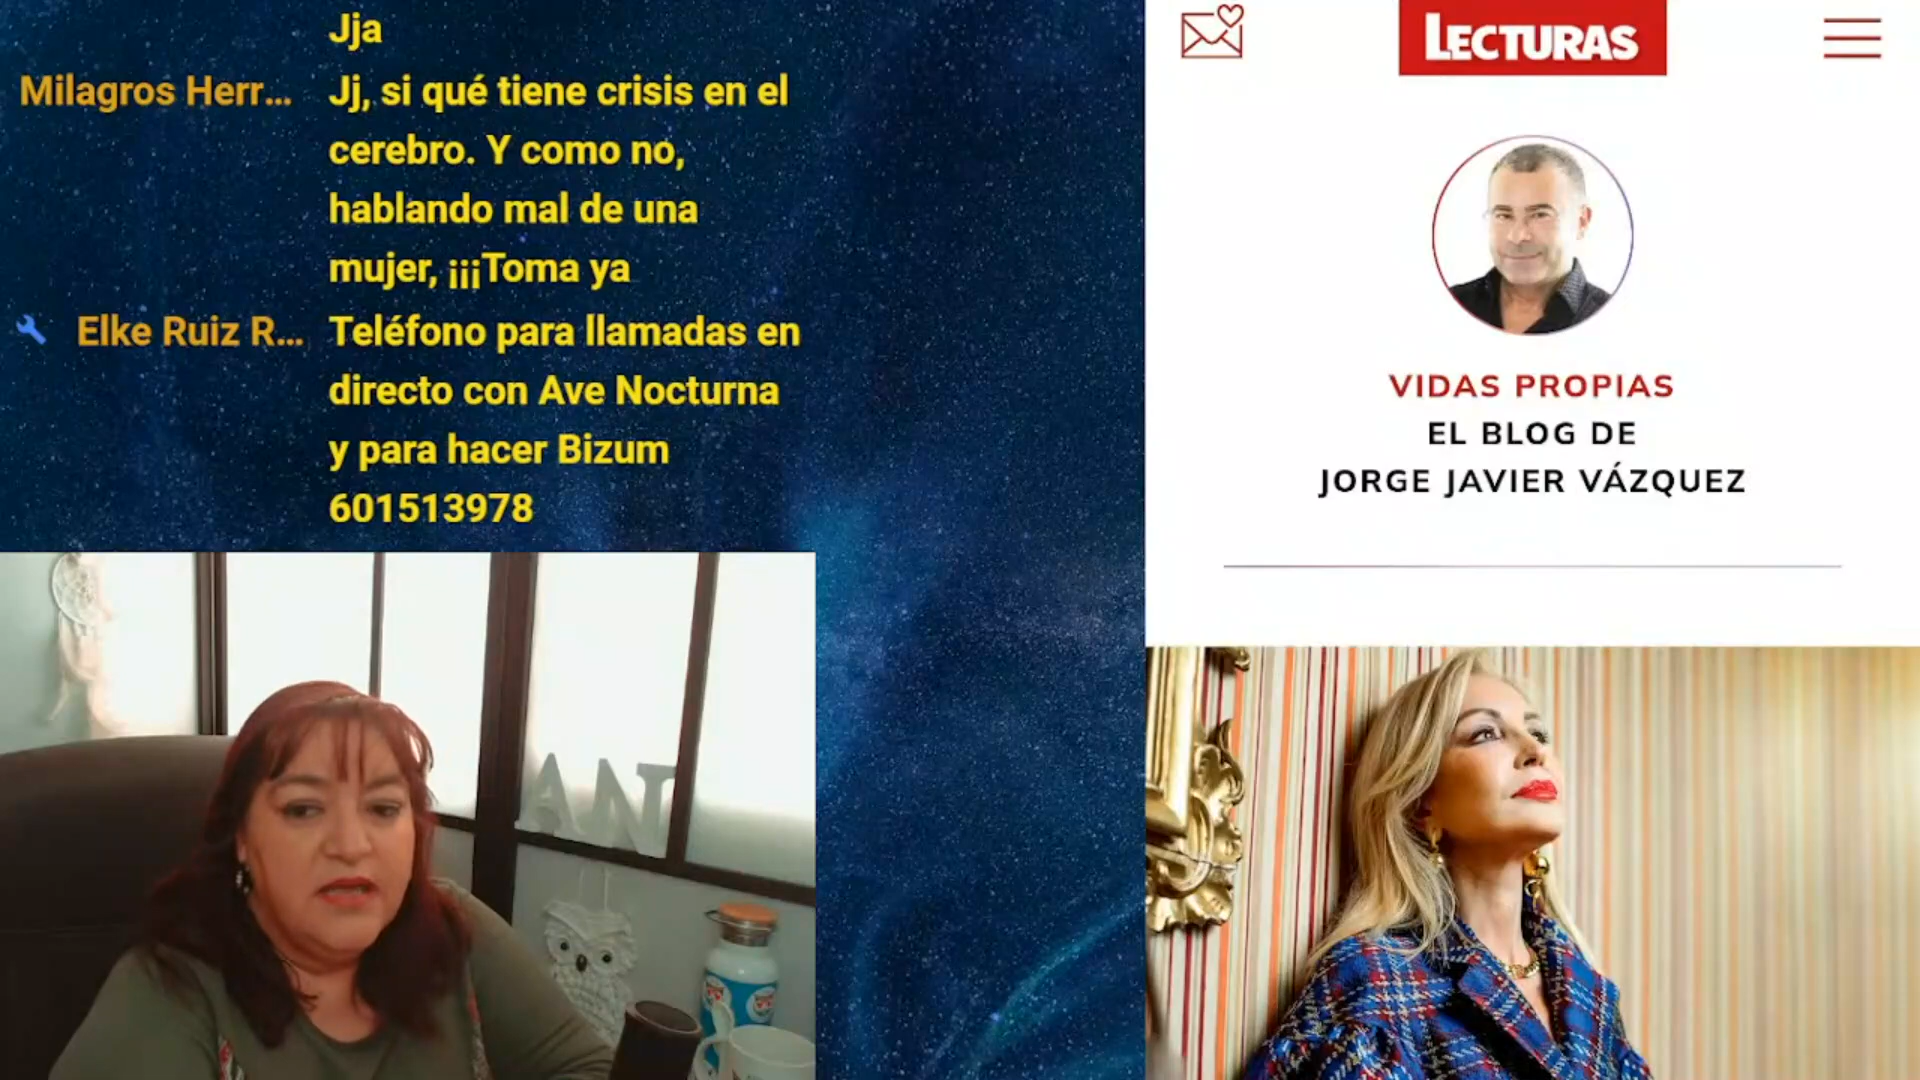 Jja
Milagros Herr... Jj, si qué tiene crisis en el
cerebro. Y como no,
hablando mal de una
mujer, ¡¡¡Toma ya
Elke Ruiz R... Teléfono para llamadas en
directo con Ave Nocturna
y para hacer Bizum
601513978
AN
LECTURAS
VIDAS PROPIAS
EL BLOG DE
JORGE JAVIER VÁZQUEZ